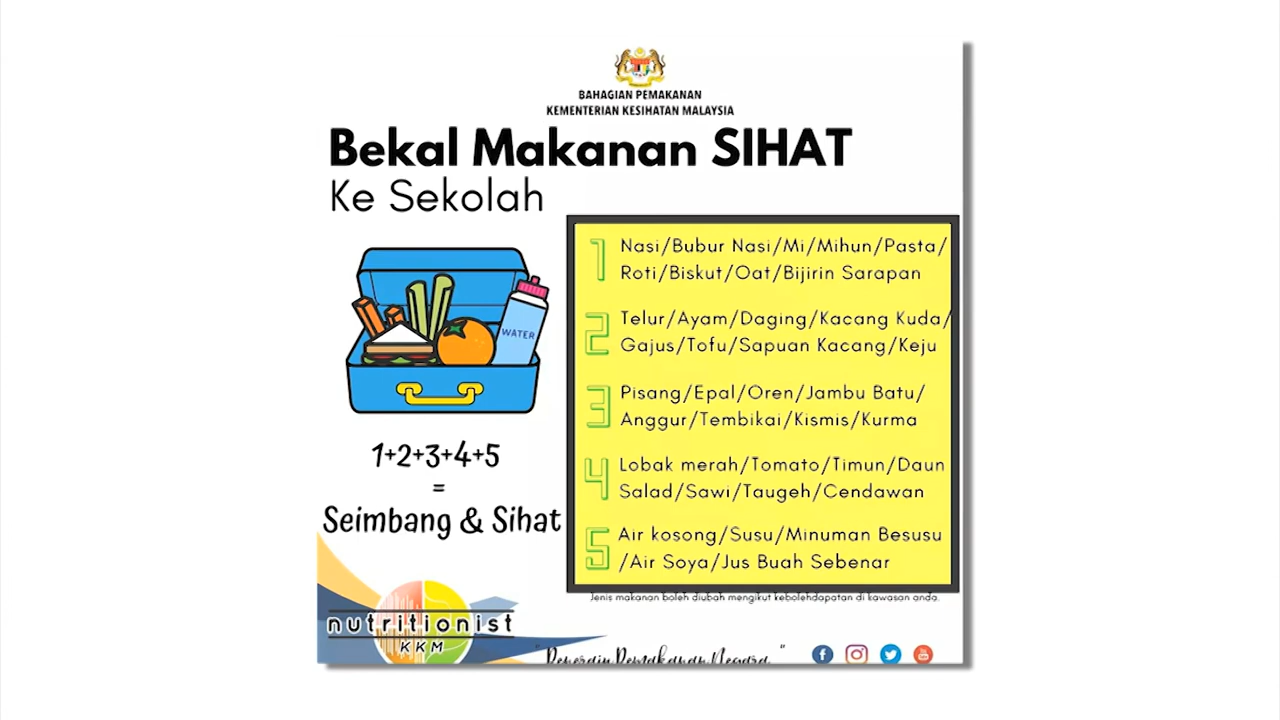 BAHAGIAN PEMAKANAN
KEMENTERIAN KESIHATAN MALAYSIA
Bekal Makanan SIHAT
Ke Sekolah
WATER
1+2+3+4+5
=
Seimbang & Sihat
1 Nasi/Bubur Nasi/Mi/Mihun/Pasta/
Roti/Biskut/Oat/Bijirin Sarapan
2 Telur/Ayam/Daging/Kacang Kuda/
Gajus/Tofu/Sapuan Kacang/Keju
3 Pisang/Epal/Oren/Jambu Batu/
Anggur/Tembikai/Kismis/Kurma
4 Lobak merah/Tomato/Timun/Daun
Salad/Sawi/Taugeh/Cendawan
5 Air kosong/Susu/Minuman Besusu
/Air Soya/Jus Buah Sebenar
Jenis makanan boleh diubah mengikut kebolehdapatan di kawasan anda.
nutritionist
KKM
" Peneraju Pemakanan Negara "